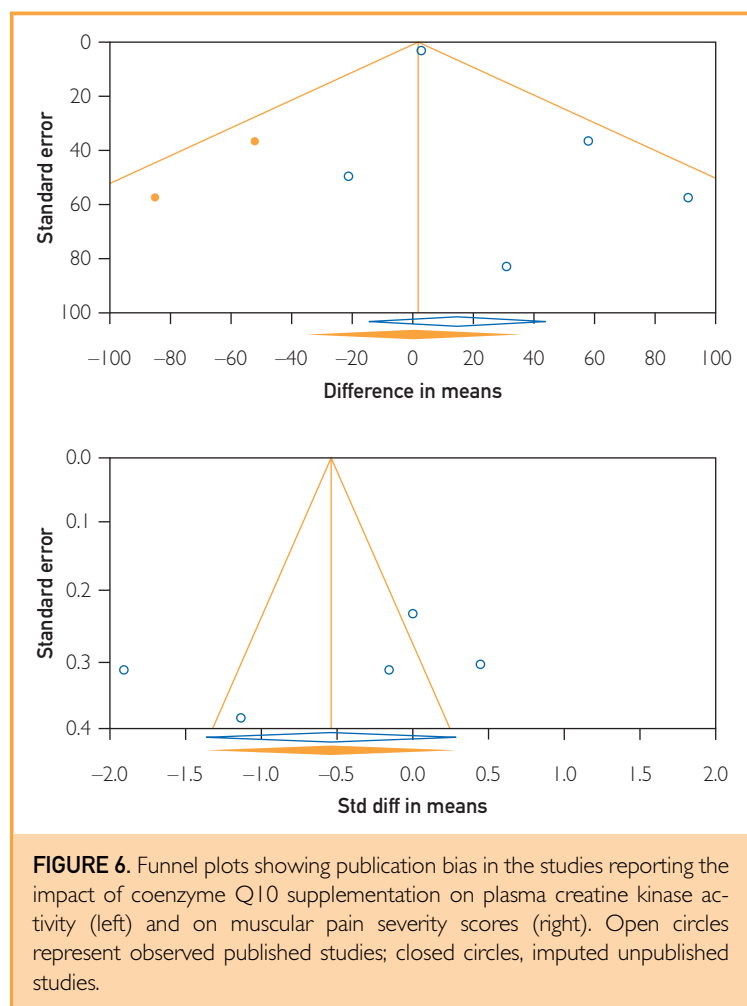 0
20
40
60
80
100
Standard error
–100 –80 –60 –40 –20 0 20 40 60 80 100
Difference in means
0.0
0.1
0.2
0.3
0.4
Standard error
–2.0 –1.5 –1.0 –0.5 0.0 0.5 1.0 1.5 2.0
Std diff in means
FIGURE 6. Funnel plots showing publication bias in the studies reporting the
impact of coenzyme Q10 supplementation on plasma creatine kinase ac-
tivity (left) and on muscular pain severity scores (right). Open circles
represent observed published studies; closed circles, imputed unpublished
studies.